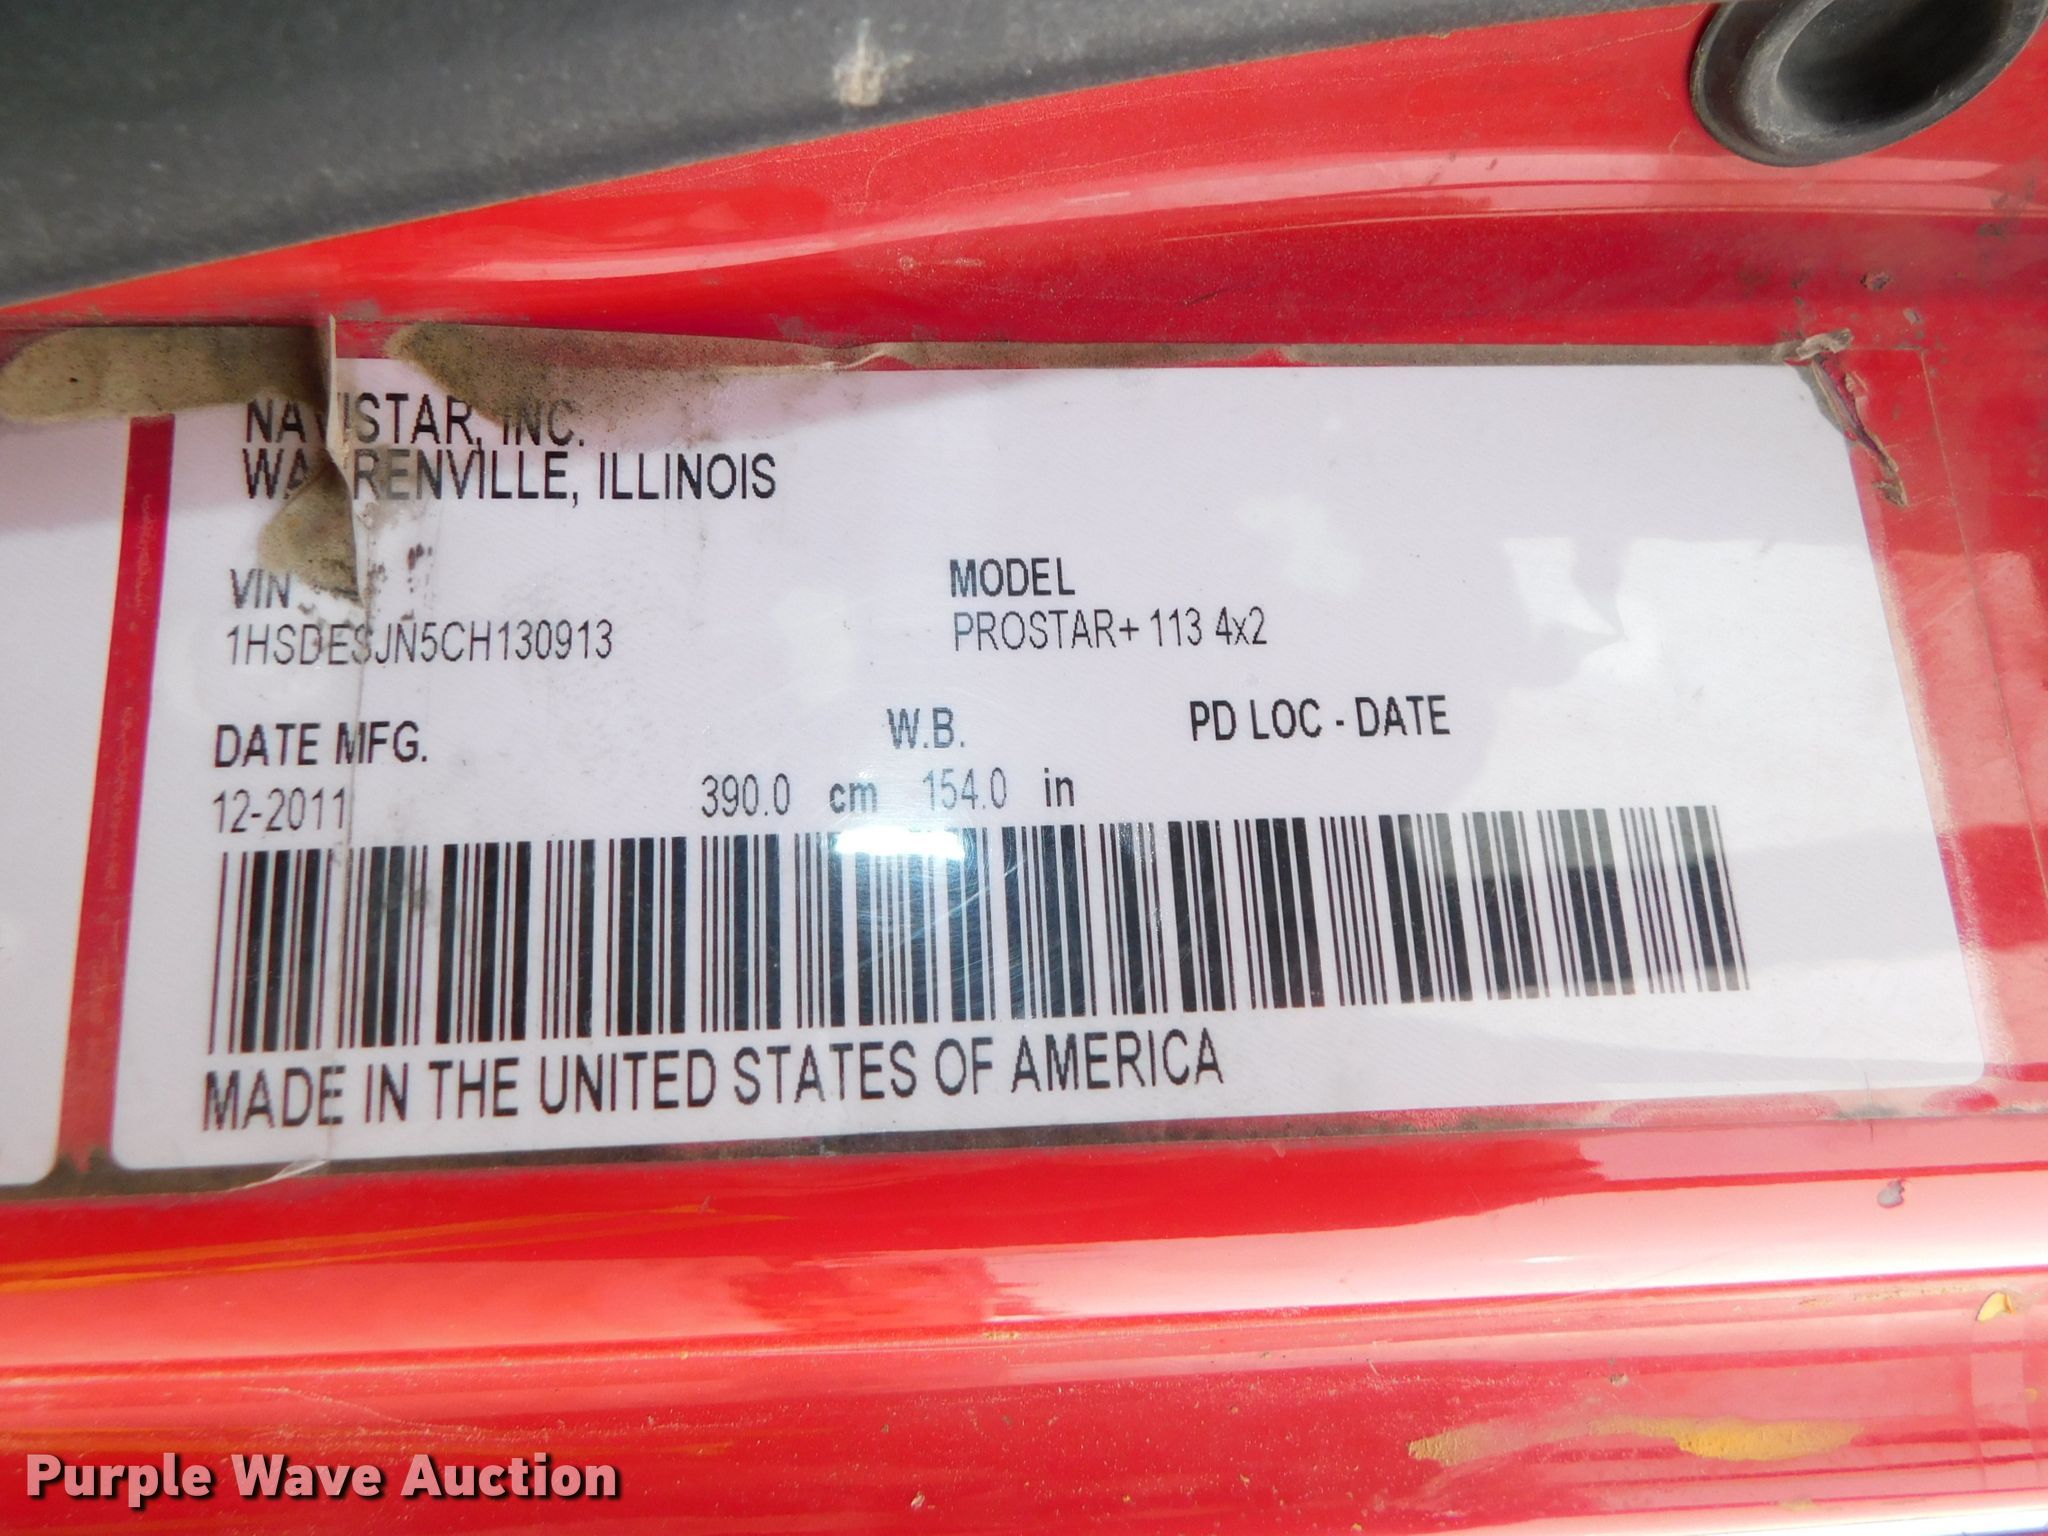 NAVISTAR, INC.
WARRENVILLE, ILLINOIS
VIN
1HSDESJN5CH130913
MODEL
PROSTAR+ 113 4x2
DATE MFG.
12-2011
W.B.
390.0 cm 154.0 in
PD LOC - DATE
MADE IN THE UNITED STATES OF AMERICA
Purple Wave Auction